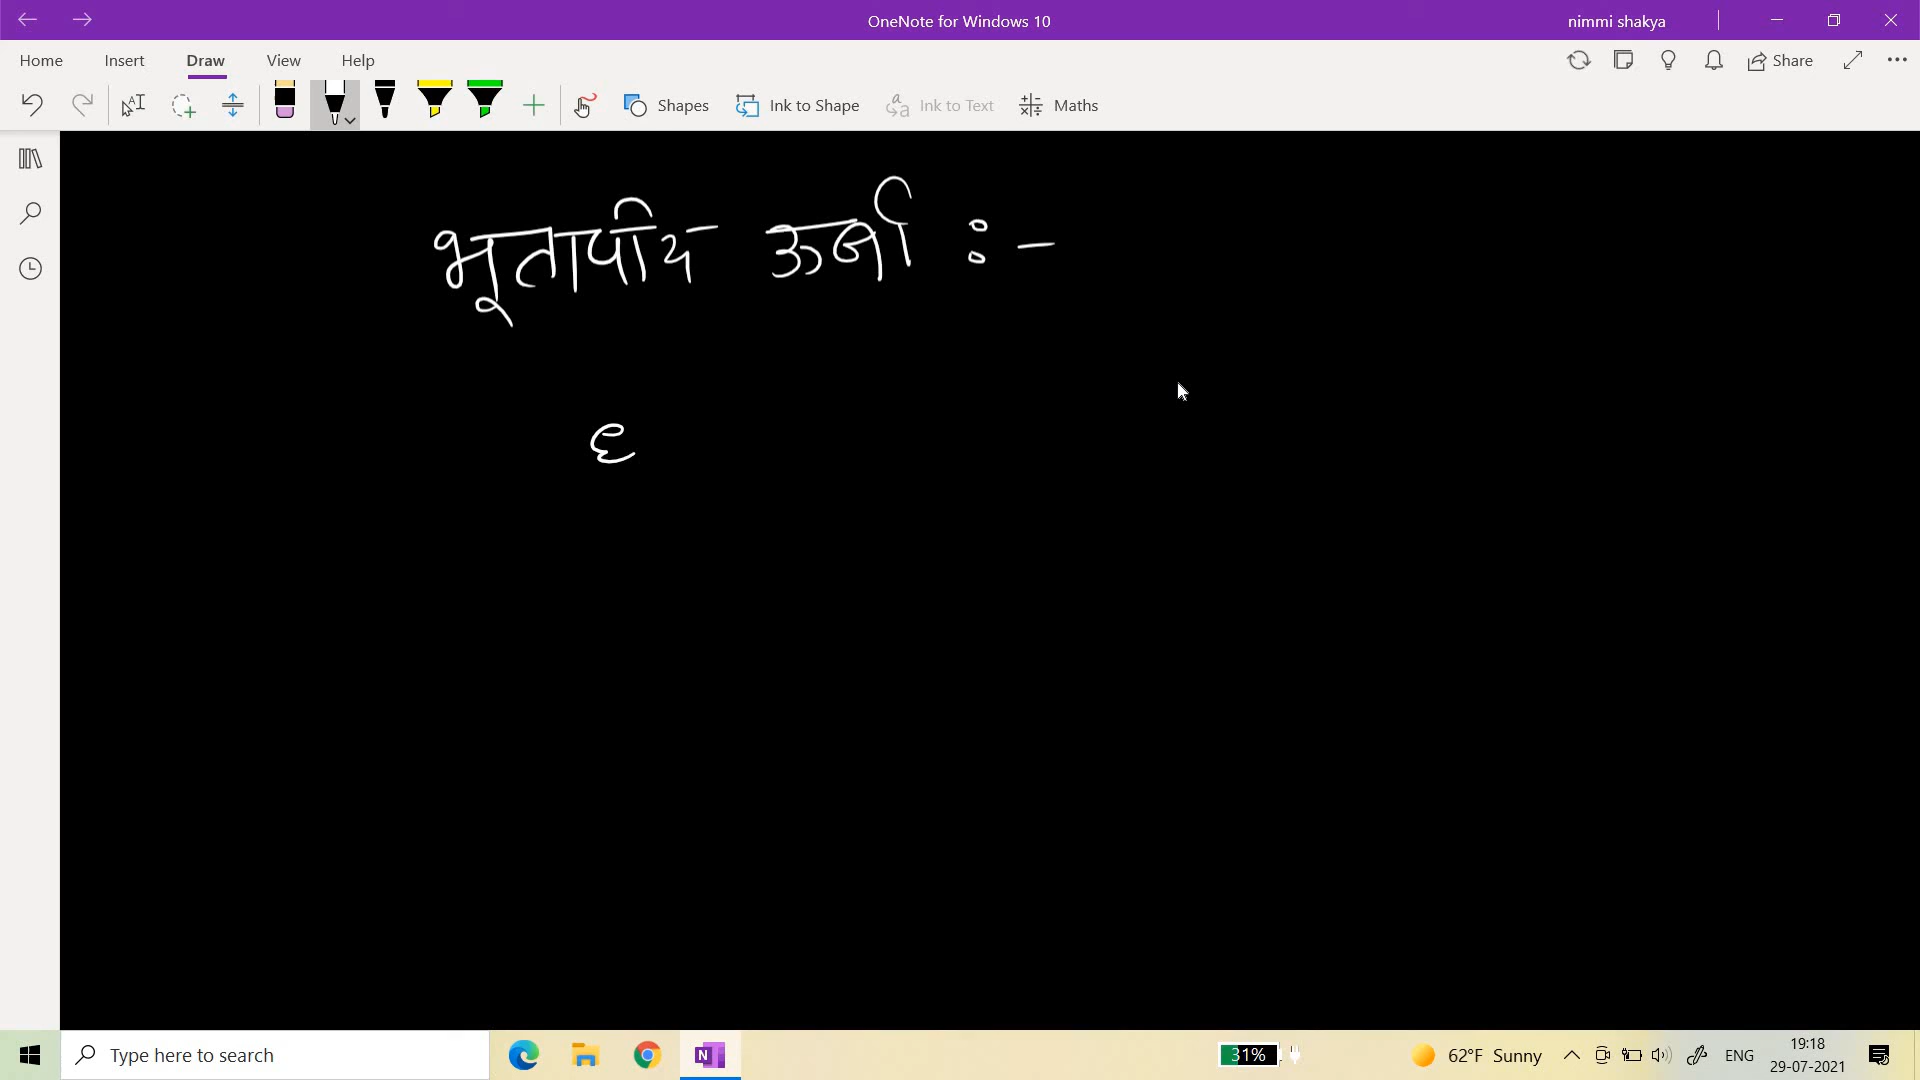 OneNote for Windows 10 nimmi shakya
Home Insert Draw View Help Share
Shapes Ink to Shape Ink to Text Maths
भूतापीय ऊर्जा :-
Type here to search 31% 62°F Sunny ENG 19:18
29-07-2021